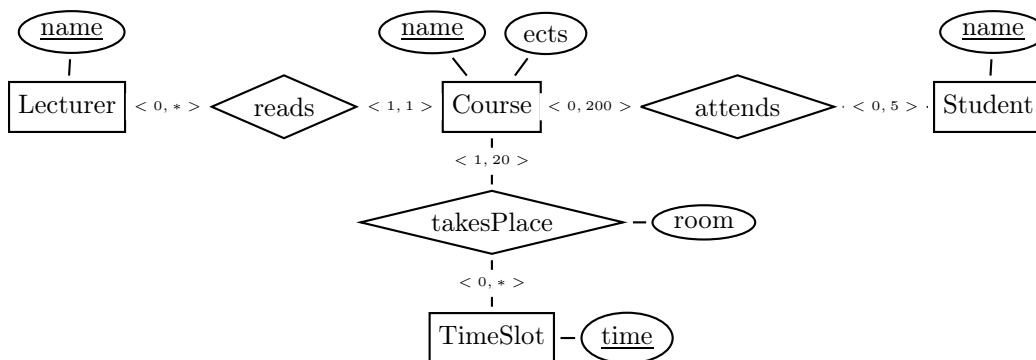 name name ects name
Lecturer < 0, * > reads < 1, 1 > Course < 0, 200 > attends < 0, 5 > Student
< 1, 20 >
takesPlace room
< 0, * >
TimeSlot time